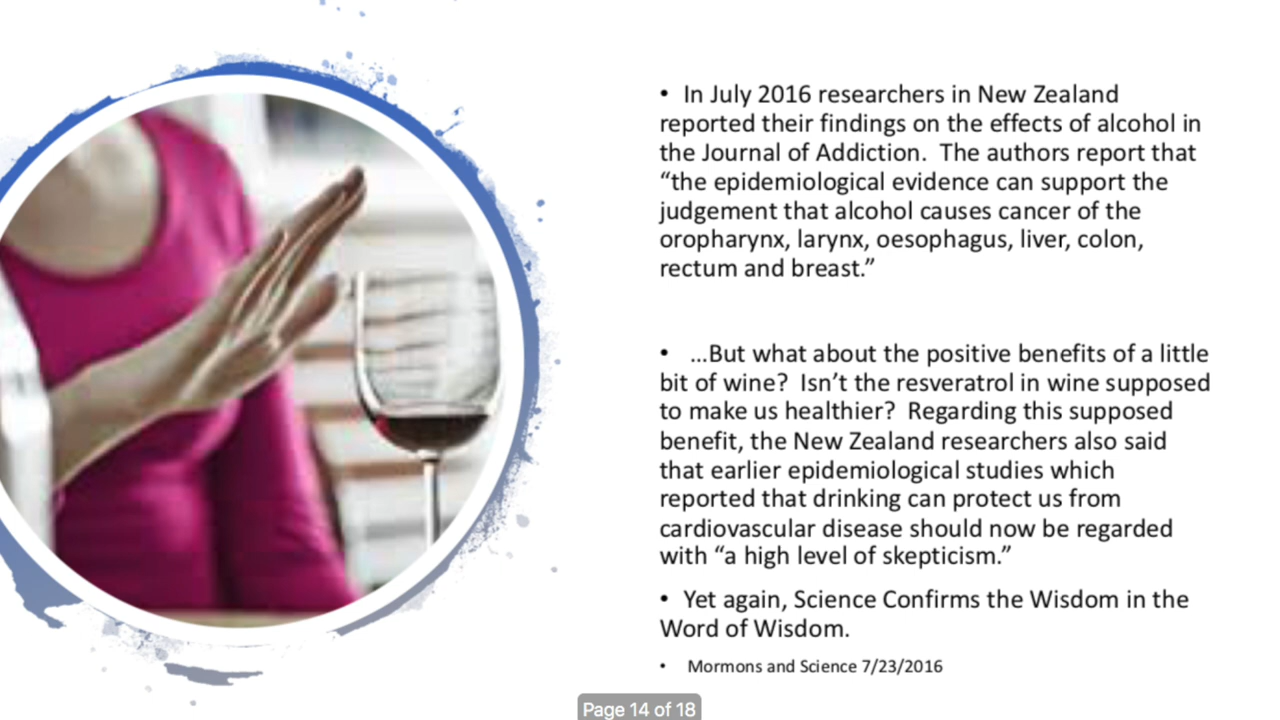 • In July 2016 researchers in New Zealand
reported their findings on the effects of alcohol in
the Journal of Addiction.  The authors report that
“the epidemiological evidence can support the
judgement that alcohol causes cancer of the
oropharynx, larynx, oesophagus, liver, colon,
rectum and breast.”
• ...But what about the positive benefits of a little
bit of wine?  Isn’t the resveratrol in wine supposed
to make us healthier?  Regarding this supposed
benefit, the New Zealand researchers also said
that earlier epidemiological studies which
reported that drinking can protect us from
cardiovascular disease should now be regarded
with “a high level of skepticism.”
• Yet again, Science Confirms the Wisdom in the
Word of Wisdom.
• Mormons and Science 7/23/2016
Page 14 of 18